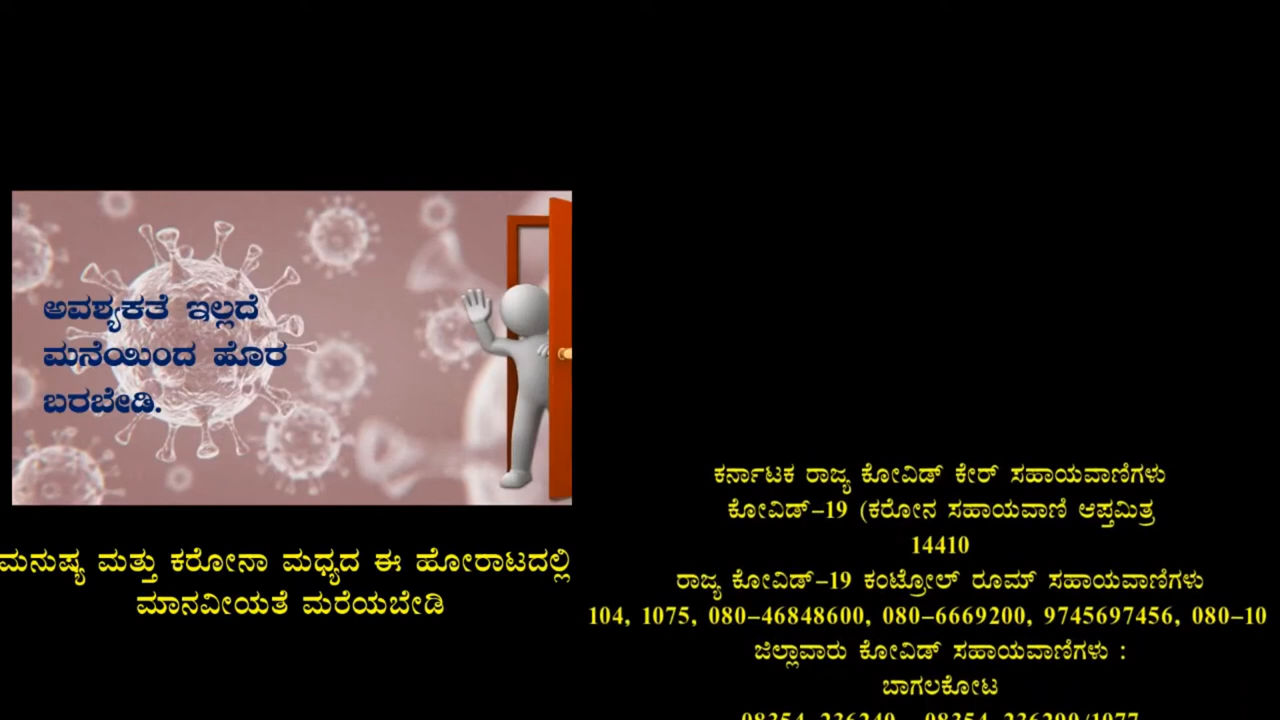 ಅವಶ್ಯಕತೆ ಇಲ್ಲದೆ
ಮನೆಯಿಂದ ಹೊರ
ಬರಬೇಡಿ.
ಮನುಷ್ಯ ಮತ್ತು ಕರೋನಾ ಮಧ್ಯದ ಈ ಹೋರಾಟದಲ್ಲಿ
ಮಾನವೀಯತೆ ಮರೆಯಬೇಡಿ
ಕರ್ನಾಟಕ ರಾಜ್ಯ ಕೋವಿಡ್ ಕೇರ್ ಸಹಾಯವಾಣಿಗಳು
ಕೋವಿಡ್-19 (ಕರೋನ ಸಹಾಯವಾಣಿ ಆಪ್ತಮಿತ್ರ
14410
ರಾಜ್ಯ ಕೋವಿಡ್-19 ಕಂಟ್ರೋಲ್ ರೂಮ್ ಸಹಾಯವಾಣಿಗಳು
104, 1075, 080-46848600, 080-6669200, 9745697456, 080-10
ಜಿಲ್ಲಾವಾರು ಕೋವಿಡ್ ಸಹಾಯವಾಣಿಗಳು :
ಬಾಗಲಕೋಟ